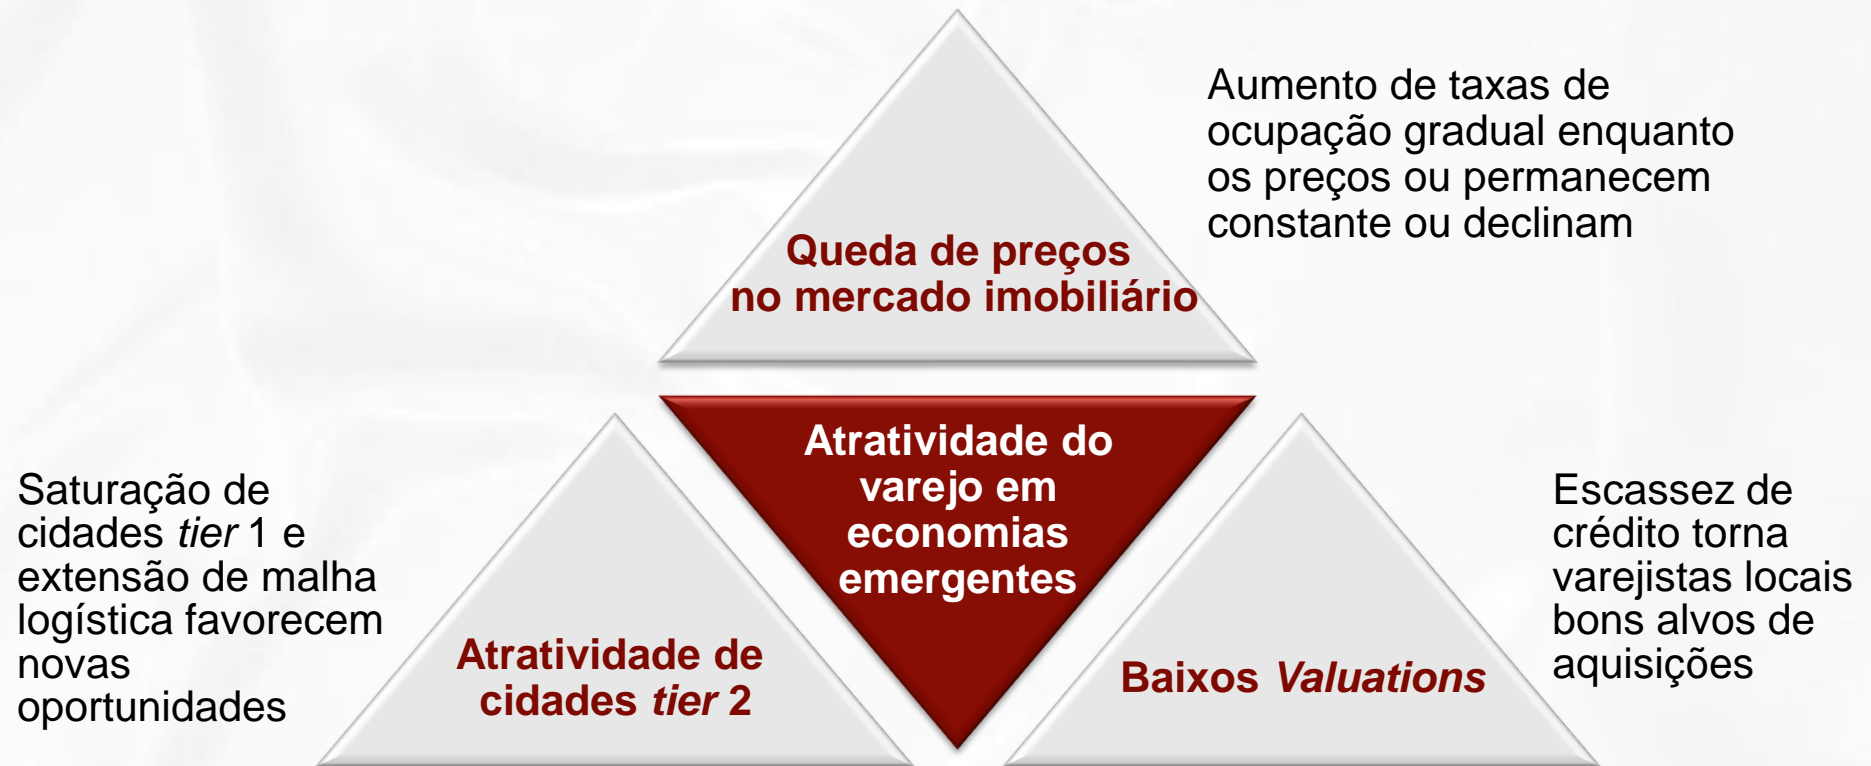 Aumento de taxas de
ocupação gradual enquanto
os preços ou permanecem
constante ou declinam
Queda de preços
no mercado imobiliário
Atratividade do
varejo em
economias
emergentes
Saturação de
cidades tier 1 e
extensão de malha
logística favorecem
novas
oportunidades
Atratividade de
cidades tier 2
Baixos Valuations
Escassez de
crédito torna
varejistas locais
bons alvos de
aquisições